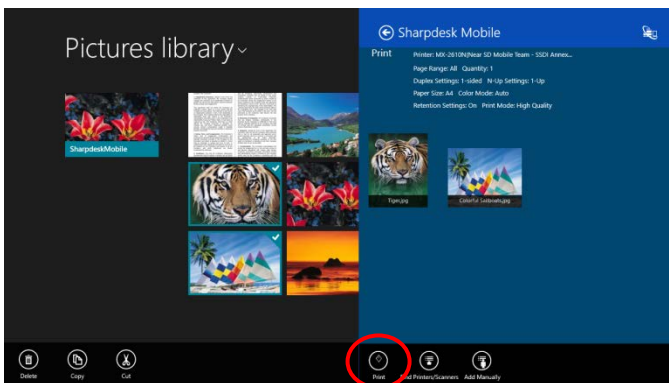 Pictures library
SharpdeskMobile
Delete
Copy
Cut
Sharpdesk Mobile
Print
Printer: MX-2610N(Near SD Mobile Team - SSDI Annex...
Page Range: All Quantity: 1
Duplex Settings: 1-sided N-Up Settings: 1-Up
Paper Size: A4 Color Mode: Auto
Retention Settings: On Print Mode: High Quality
Tiger.jpg
Colorful Sailboats.jpg
Print
nd Printers/Scanners
Add Manually